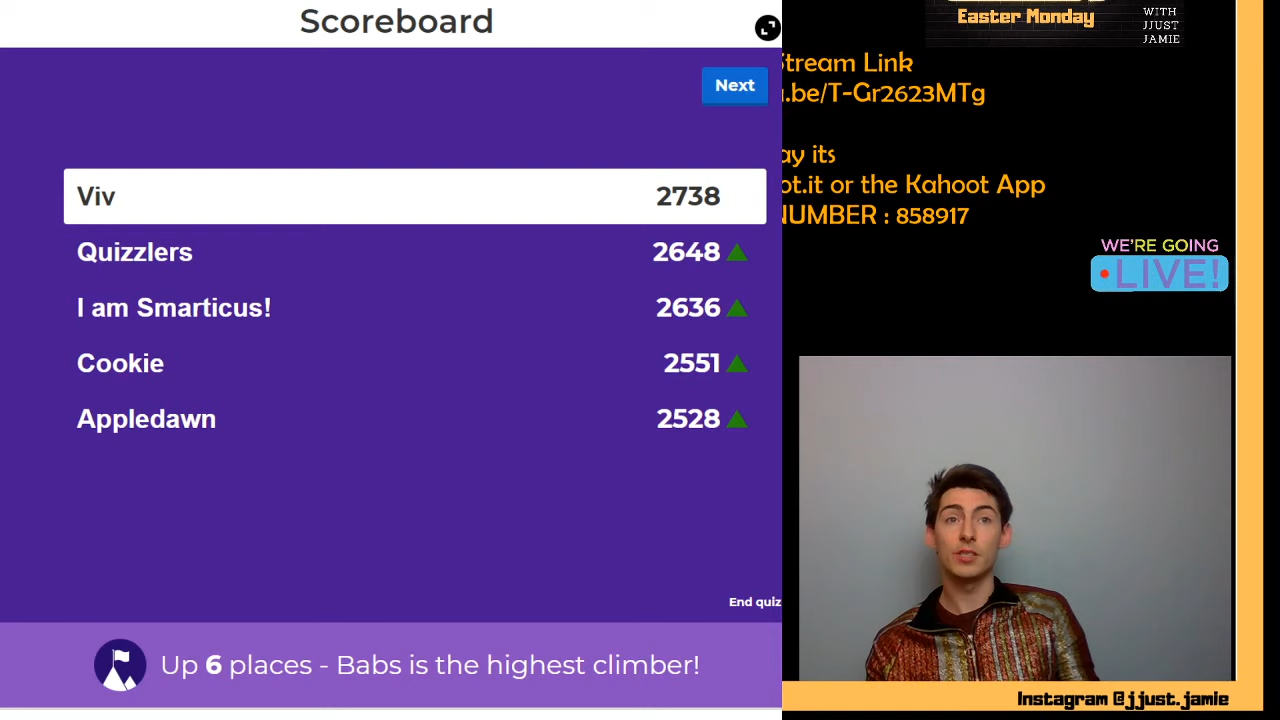 Scoreboard
Next
Viv 2738
Quizzlers 2648
I am Smarticus! 2636
Cookie 2551
Appledawn 2528
End quiz
Up 6 places - Babs is the highest climber!
Easter Monday
WITH
JJUST
JAMIE
Stream Link
.be/T-Gr2623MTg
ay its
ot.it or the Kahoot App
NUMBER : 858917
WE'RE GOING
LIVE!
Instagram @jjust.jamie